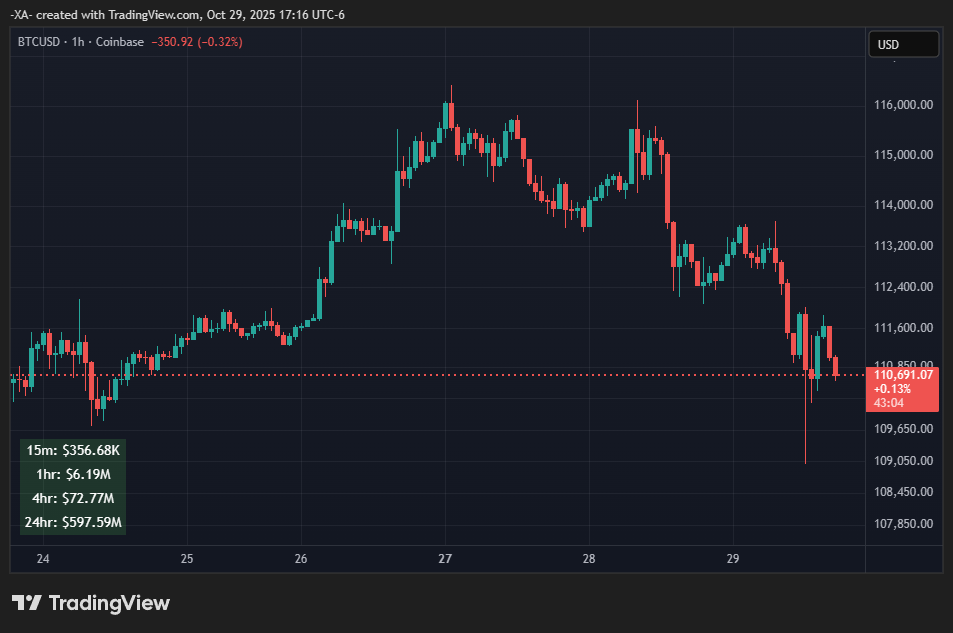 -XA- created with TradingView.com, Oct 29, 2025 17:16 UTC-6
BTCUSD · 1h · Coinbase −350.92 (−0.32%)
USD
116,000.00
115,000.00
114,000.00
113,200.00
112,400.00
111,600.00
110,850.00
110,691.07
+0.13%
43:04
109,650.00
109,050.00
108,450.00
107,850.00
15m: $356.68K
1hr: $6.19M
4hr: $72.77M
24hr: $597.59M
24 25 26 27 28 29
TradingView